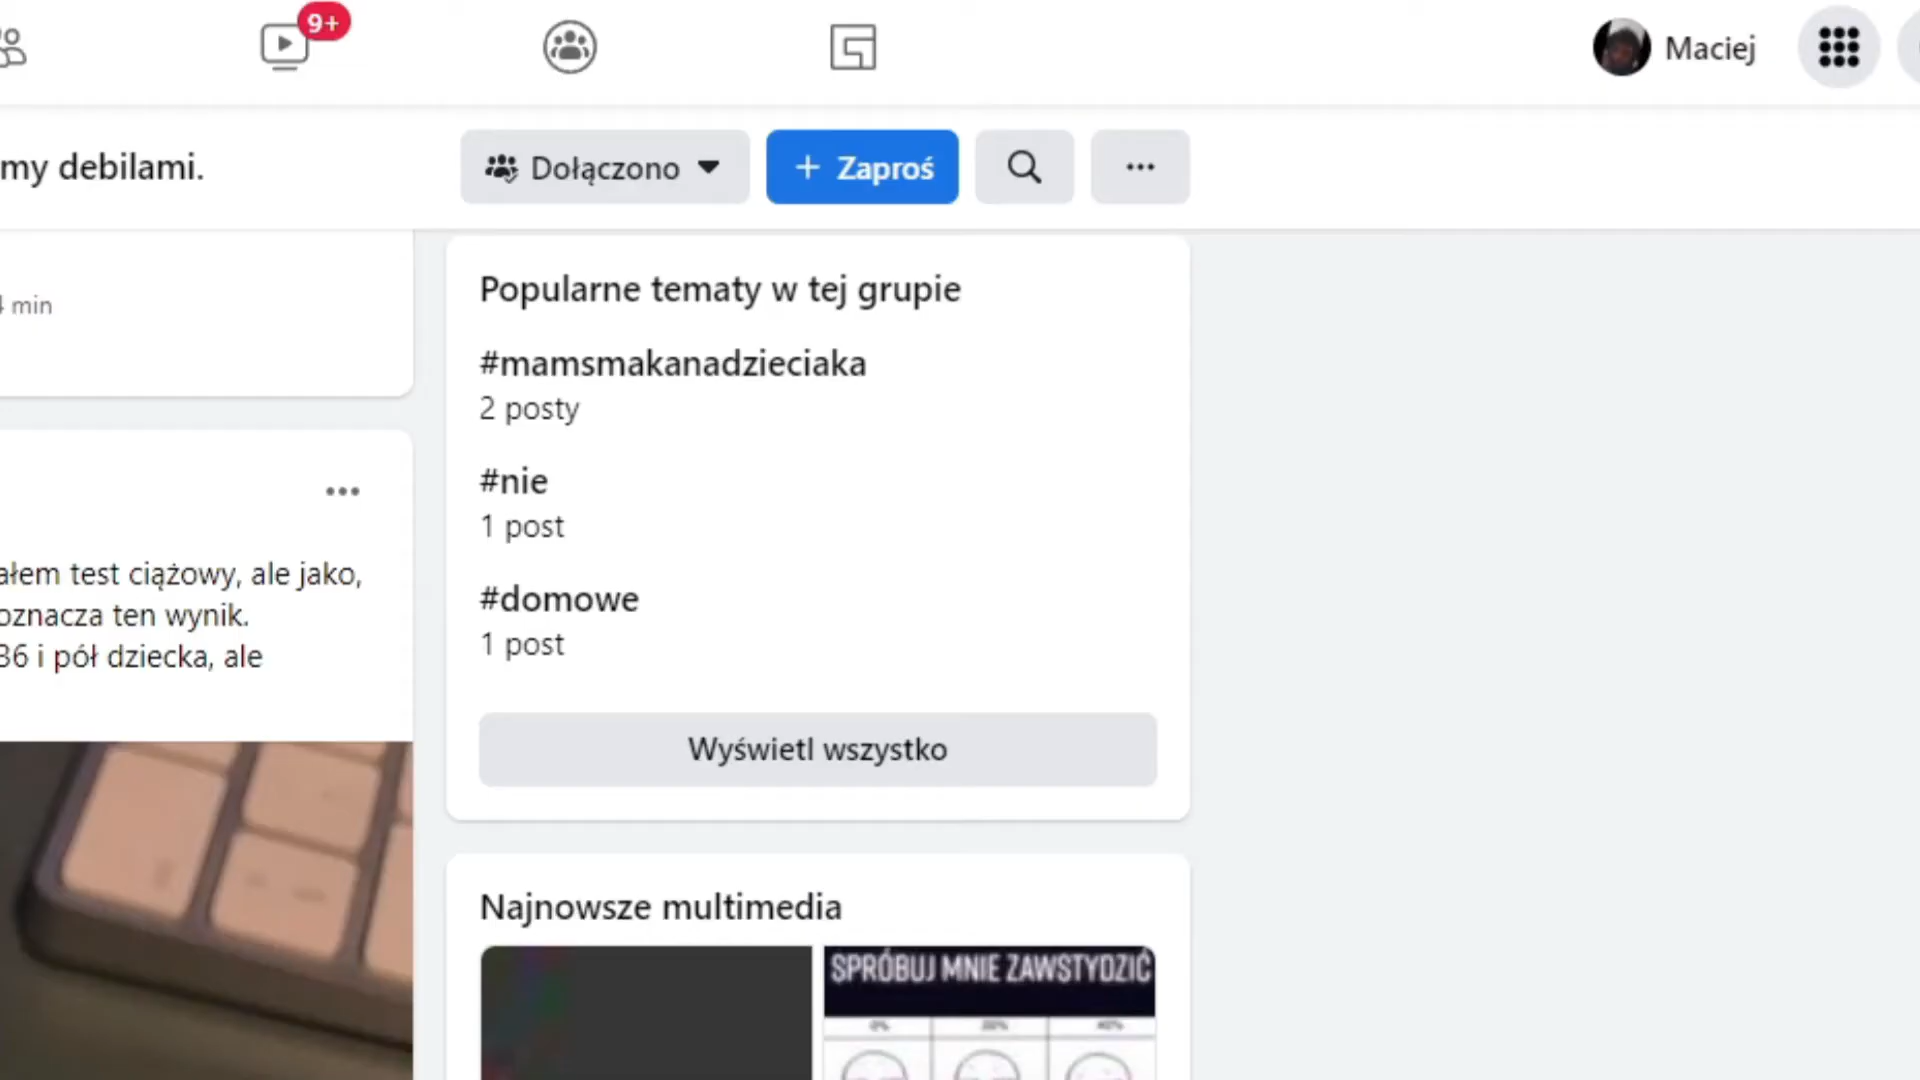 9+
Maciej
my debilami.
Dołączono
+ Zaproś
min
Popularne tematy w tej grupie
#mamsmakanadzieciaka
2 posty
#nie
1 post
#domowe
1 post
Wyświetl wszystko
ałem test ciążowy, ale jako,
oznacza ten wynik.
36 i pół dziecka, ale
Najnowsze multimedia
SPRÓBUJ MNIE ZAWSTYDZIĆ